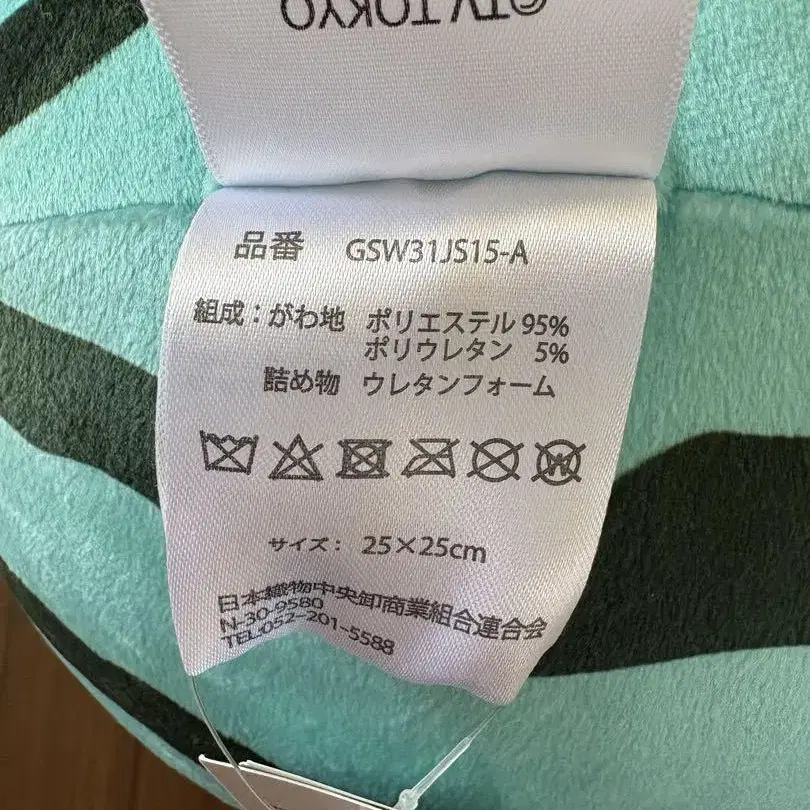 ©TV TOKYO
品番 GSW31JS15-A
組成：がわ地 ポリエステル 95%
ポリウレタン 5%
詰め物 ウレタンフォーム
サイズ： 25×25cm
日本織物中央卸商業組合連合会
N-30-9580
TEL:052-201-5588